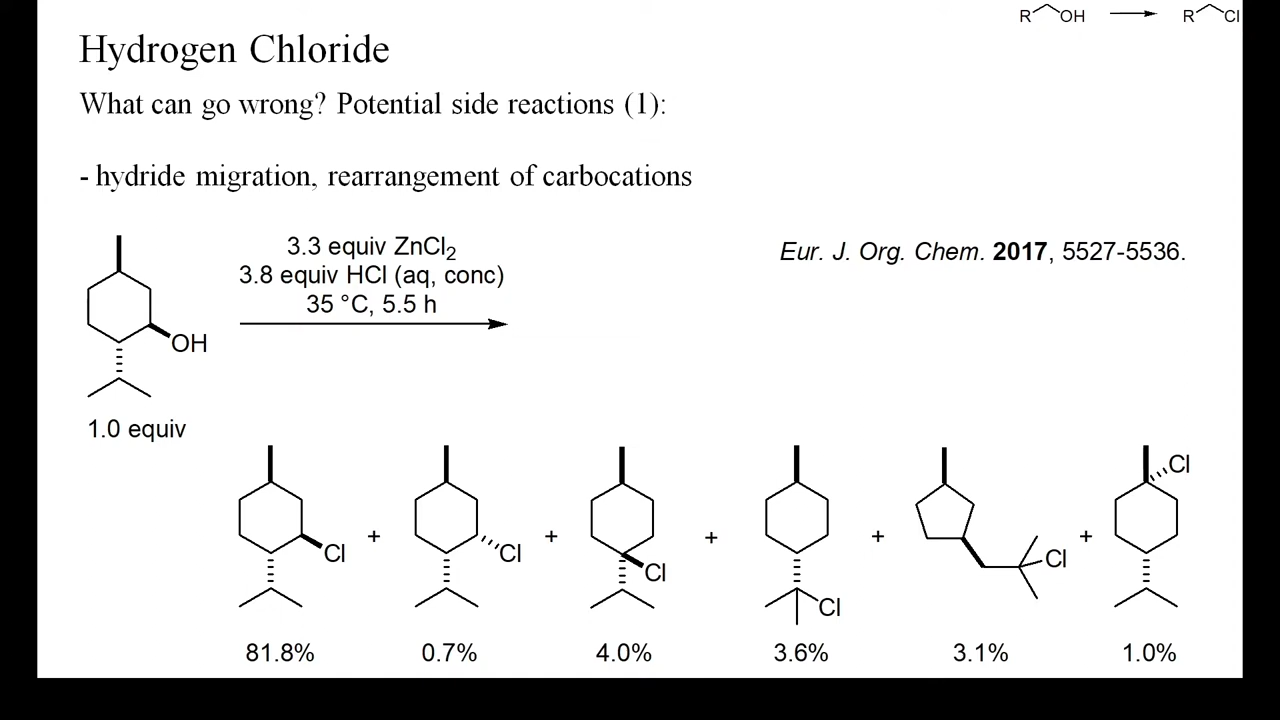 R OH R Cl
Hydrogen Chloride
What can go wrong? Potential side reactions (1):
- hydride migration, rearrangement of carbocations
3.3 equiv ZnCl₂
3.8 equiv HCl (aq, conc)
35 °C, 5.5 h
Eur. J. Org. Chem. 2017, 5527-5536.
OH
1.0 equiv
Cl + Cl + Cl + Cl + Cl + Cl
81.8% 0.7% 4.0% 3.6% 3.1% 1.0%